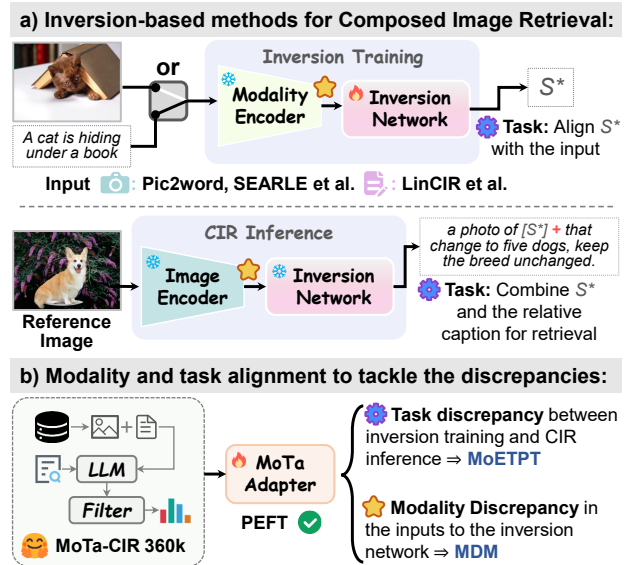 a) Inversion-based methods for Composed Image Retrieval:
Inversion Training
or
Modality
Encoder
Inversion
Network
S*
A cat is hiding
under a book
Task: Align S*
with the input
Input : Pic2word, SEARLE et al. : LinCIR et al.
CIR Inference
Image
Encoder
Inversion
Network
a photo of [S*] + that
change to five dogs, keep
the breed unchanged.
Reference
Image
Task: Combine S*
and the relative
caption for retrieval
b) Modality and task alignment to tackle the discrepancies:
+
LLM
Filter
MoTa-CIR 360k
MoTa
Adapter
PEFT
Task discrepancy between
inversion training and CIR
inference ⇒ MoETPT
Modality Discrepancy in
the inputs to the inversion
network ⇒ MDM